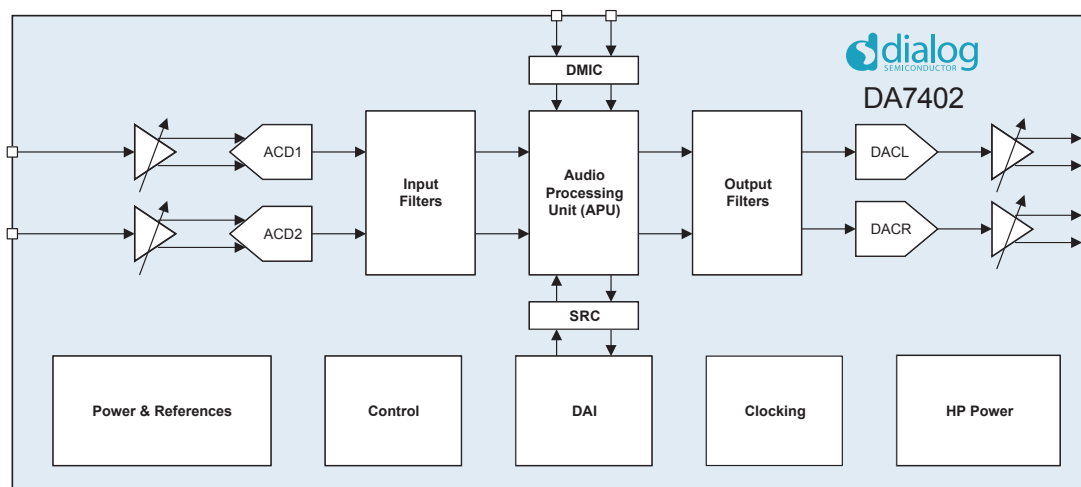 dialog
SEMICONDUCTOR
DA7402
DMIC
ACD1
ACD2
Input
Filters
Audio
Processing
Unit (APU)
Output
Filters
DACL
DACR
SRC
Power & References
Control
DAI
Clocking
HP Power